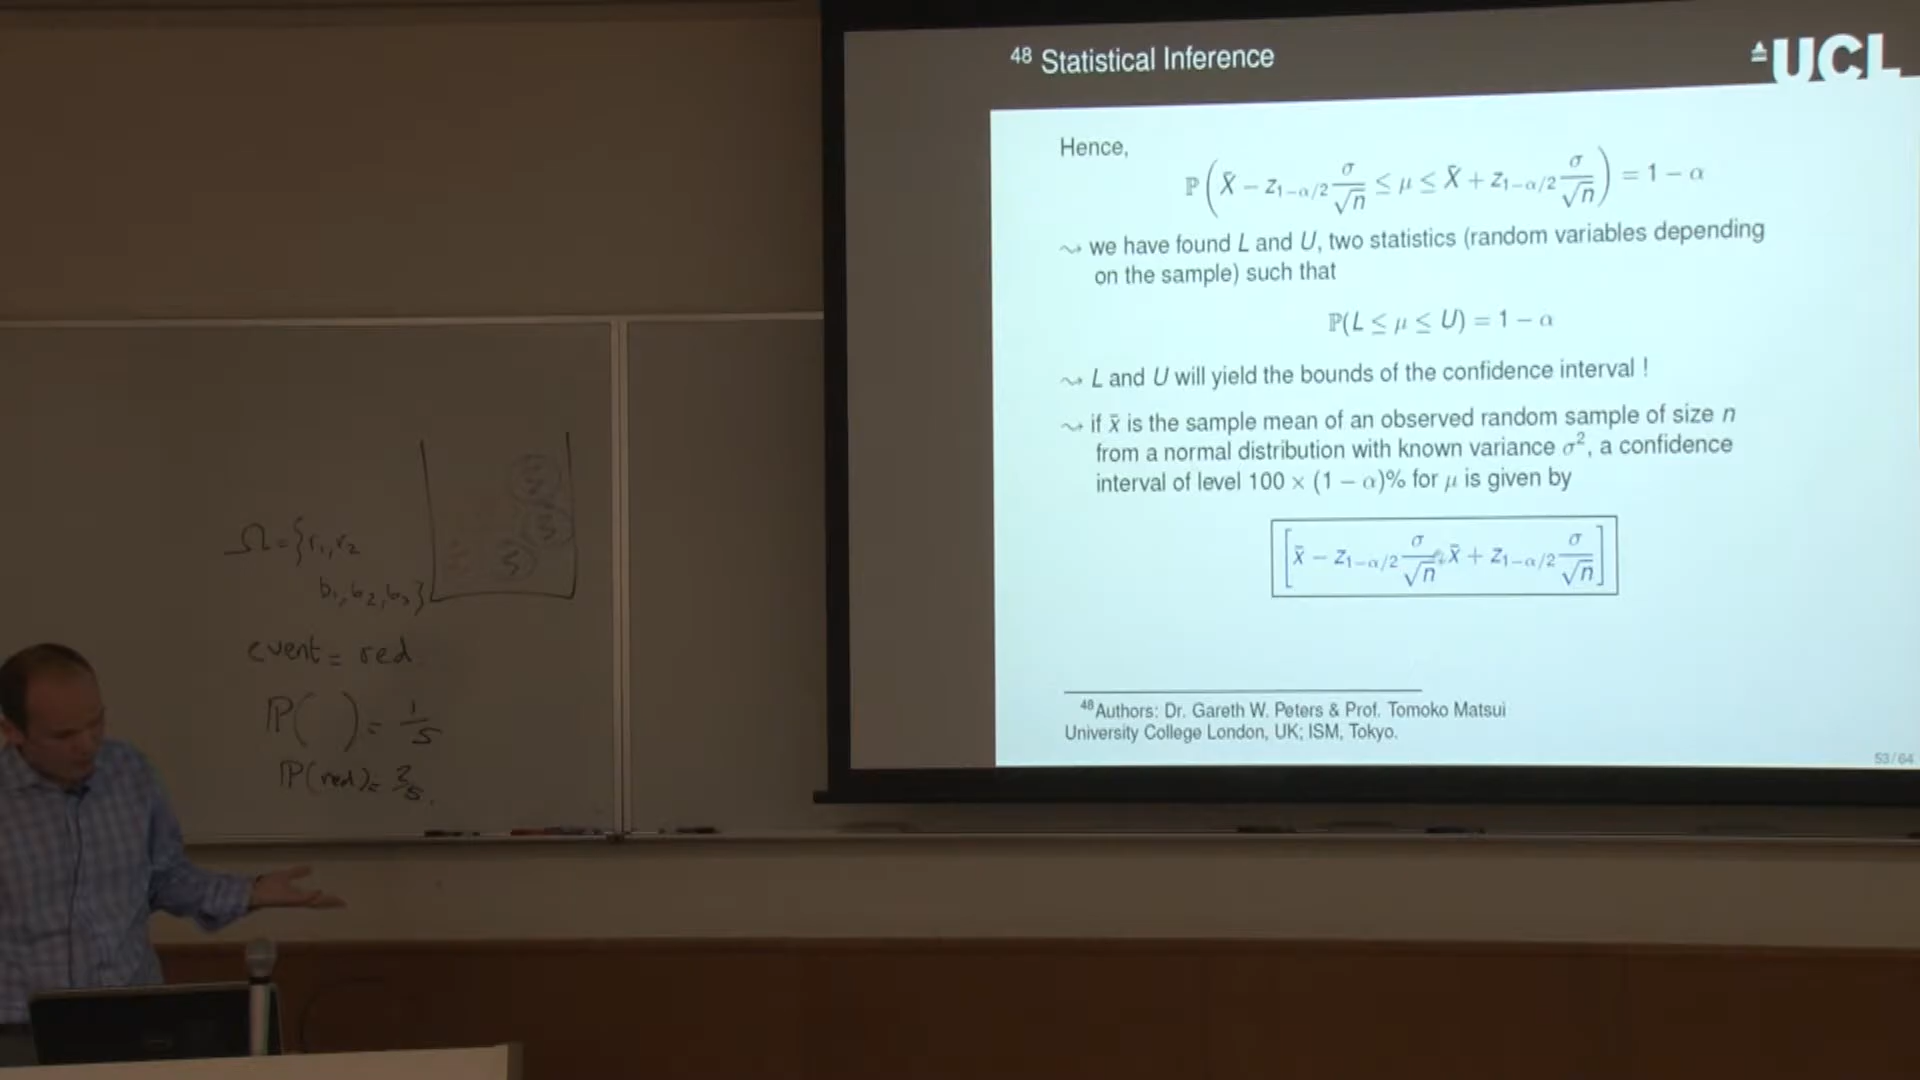 48 Statistical Inference
UCL
Hence,
ℙ(X̄ − z₁₋α/₂ σ/√n ≤ μ ≤ X̄ + z₁₋α/₂ σ/√n) = 1 − α
⇝ we have found L and U, two statistics (random variables depending
on the sample) such that
ℙ(L ≤ μ ≤ U) = 1 − α
⇝ L and U will yield the bounds of the confidence interval !
⇝ if x̄ is the sample mean of an observed random sample of size n
from a normal distribution with known variance σ², a confidence
interval of level 100 × (1 − α)% for μ is given by
[x̄ − z₁₋α/₂ σ/√n, x̄ + z₁₋α/₂ σ/√n]
48 Authors: Dr. Gareth W. Peters & Prof. Tomoko Matsui
University College London, UK; ISM, Tokyo.
53 / 64
Ω = {r₁, r₂
b₁, b₂, b₃}
event = red
ℙ( ) = 1/5
ℙ(red) =